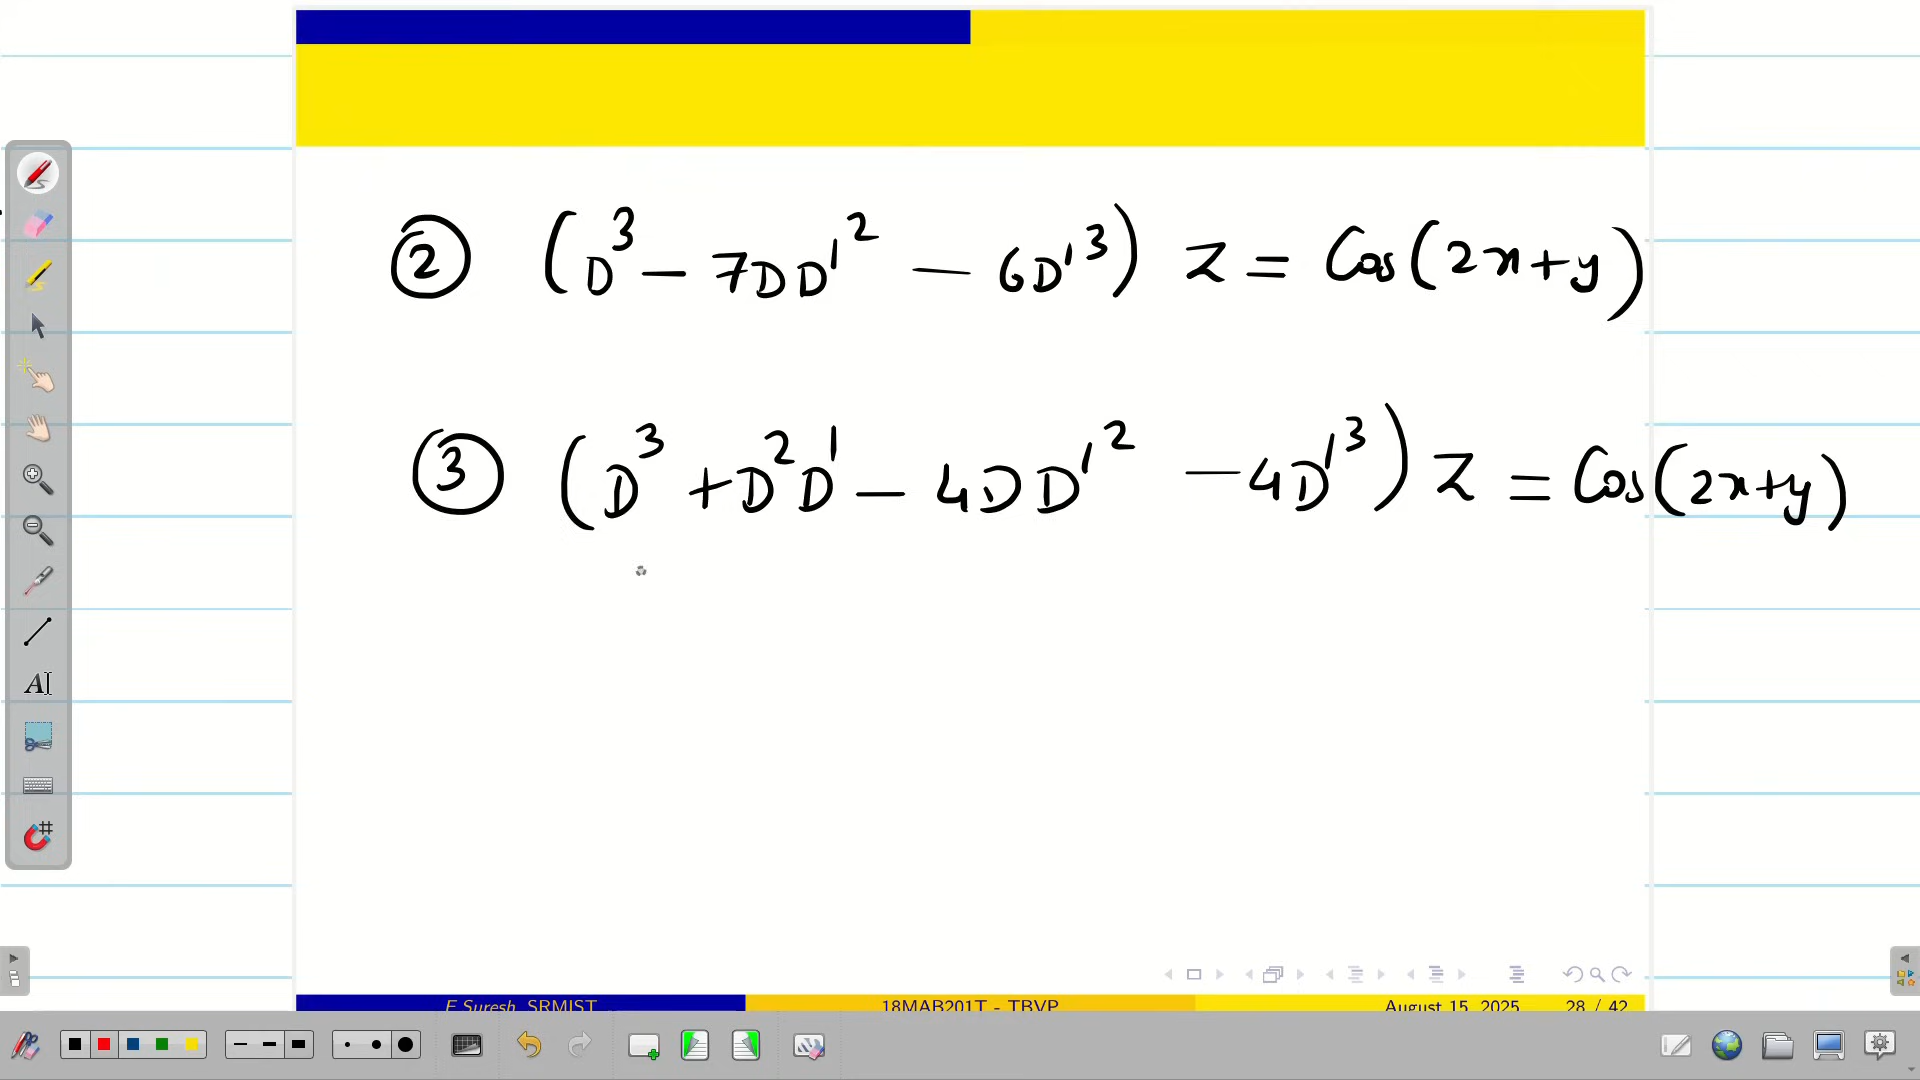 ② (D³ − 7DD'² − 6D'³) Z = Cos(2x+y)
③ (D³ + D²D' − 4DD'² − 4D'³) Z = Cos(2x+y)
E Suresh, SRMIST 18MAB201T - TBVP August 15, 2025 28 / 42